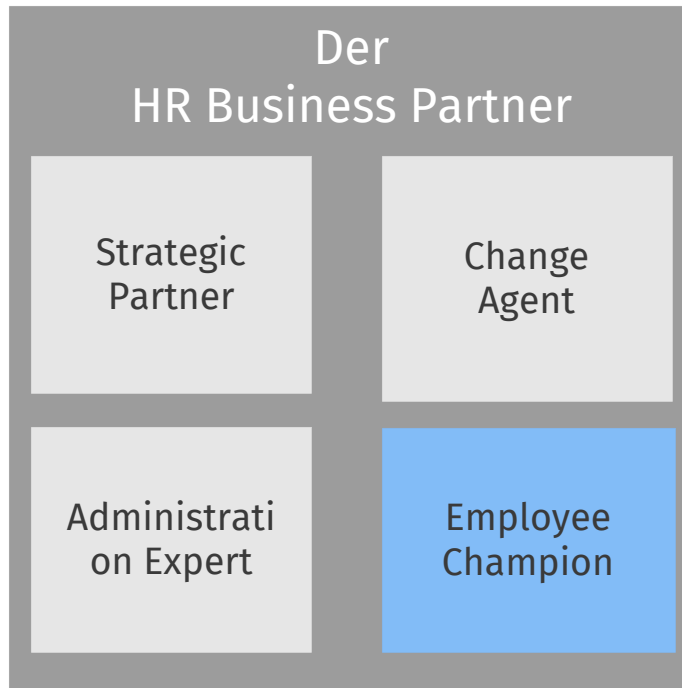 Der
HR Business Partner
Strategic
Partner
Change
Agent
Administrati
on Expert
Employee
Champion